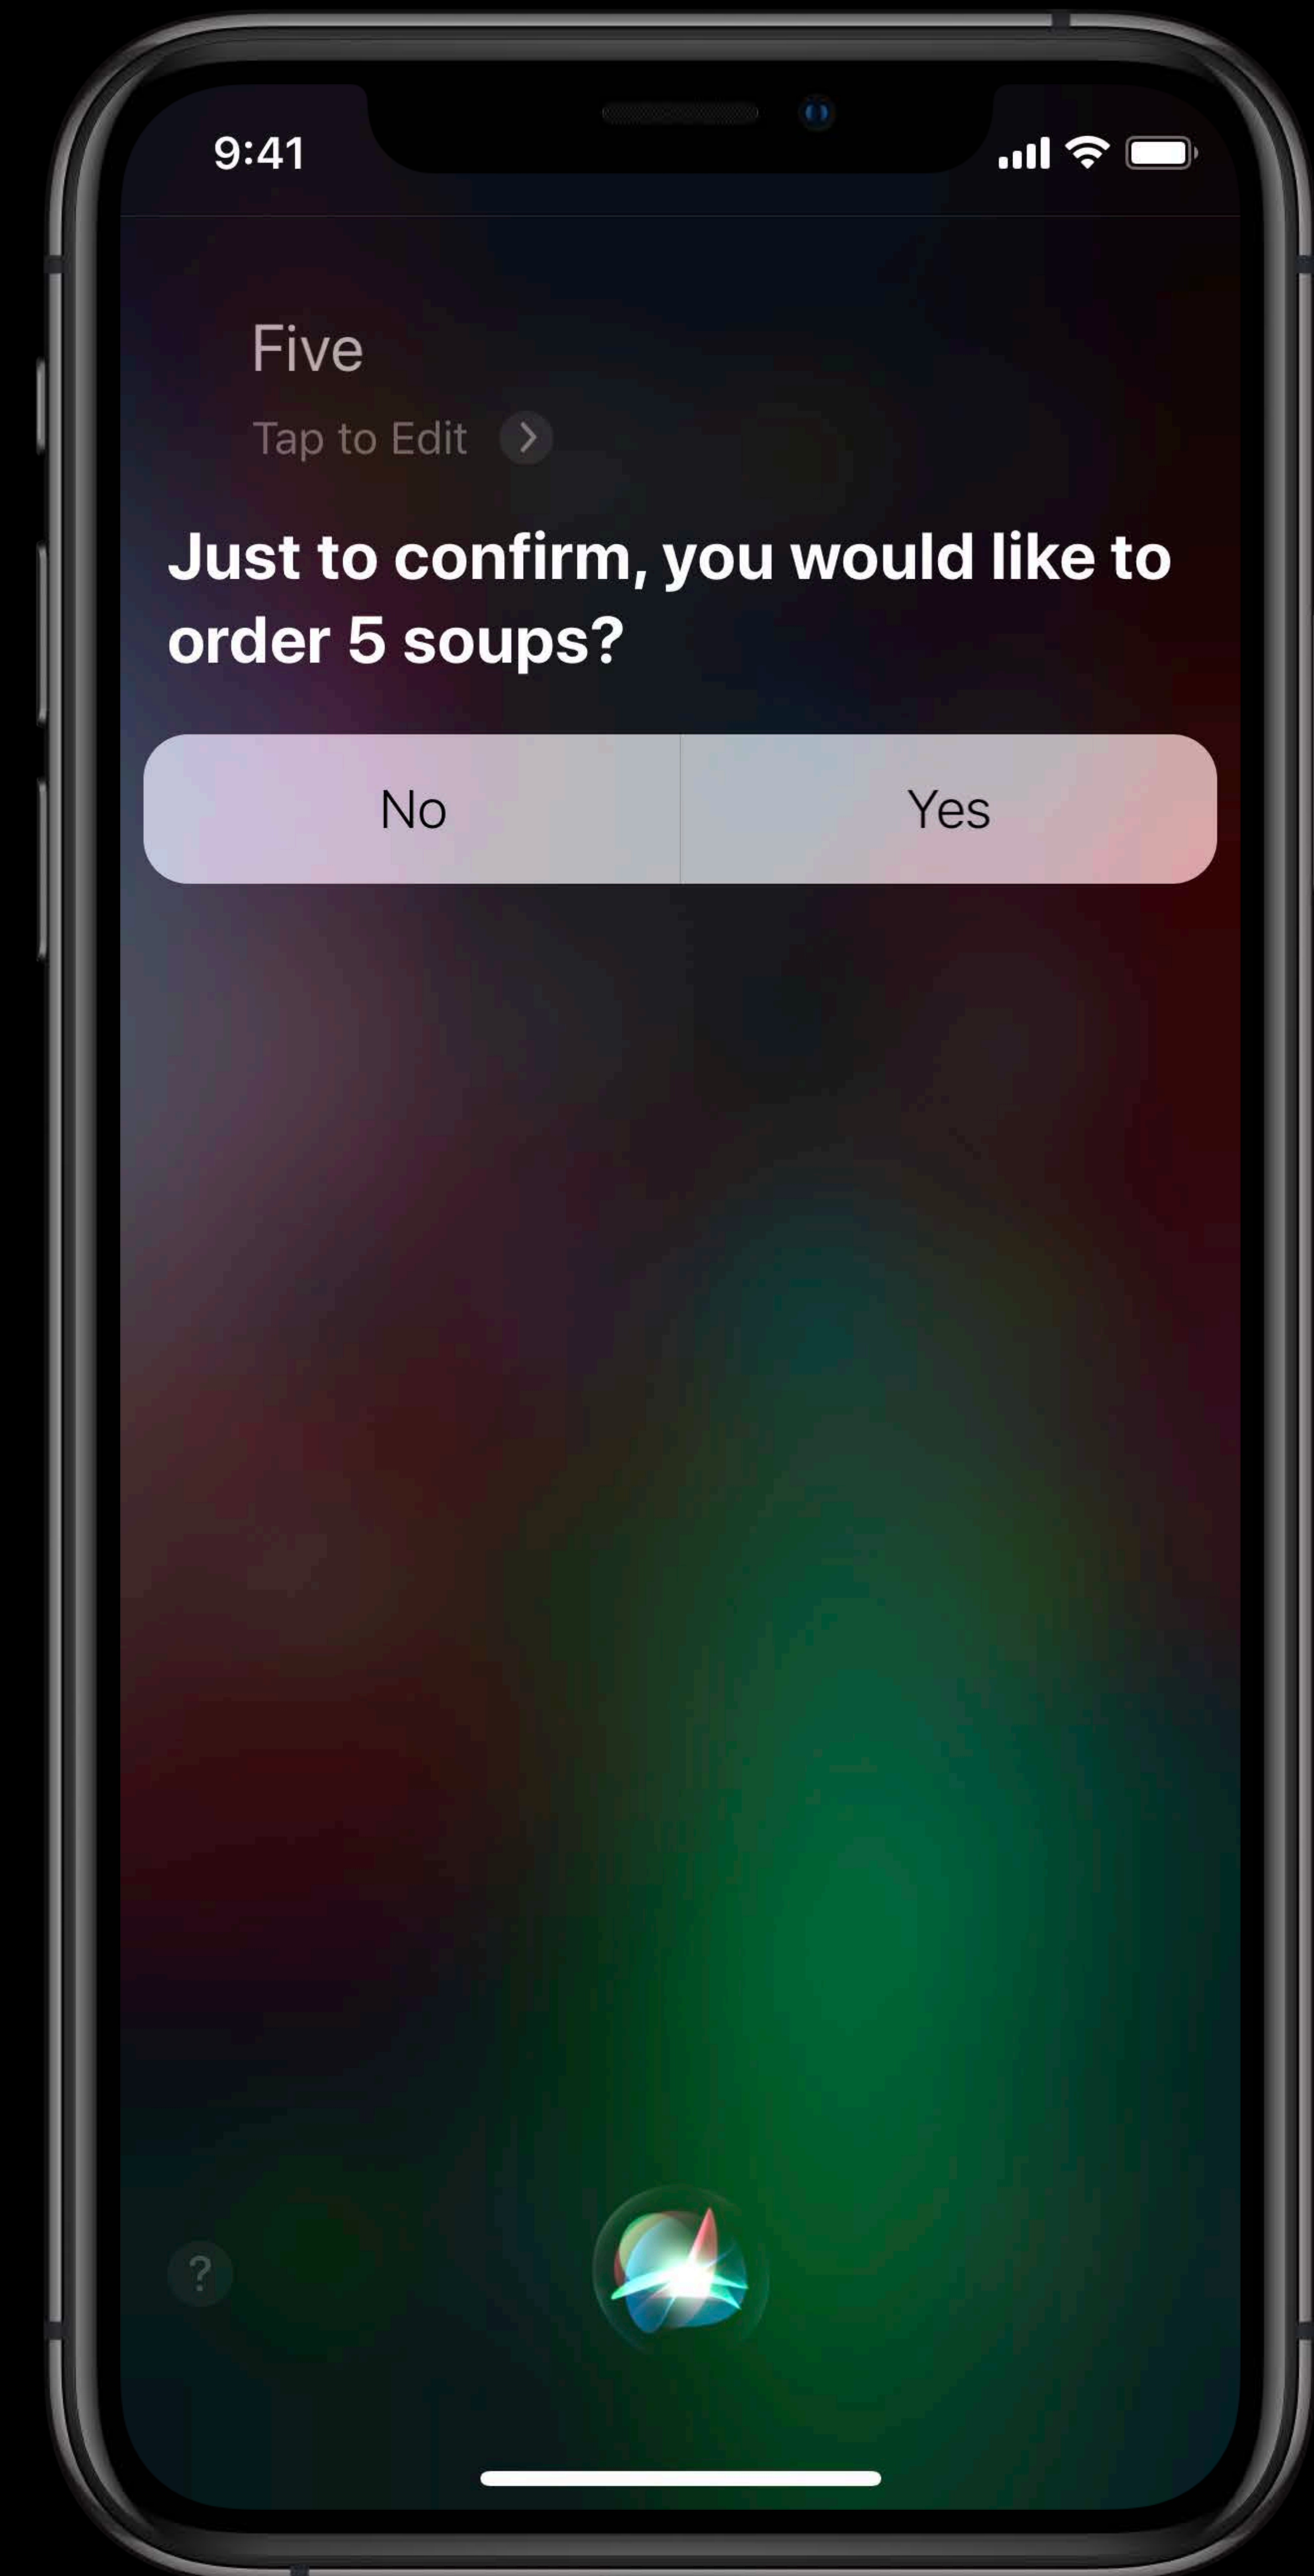 9:41
Five
Tap to Edit
Just to confirm, you would like to
order 5 soups?
No
Yes
?